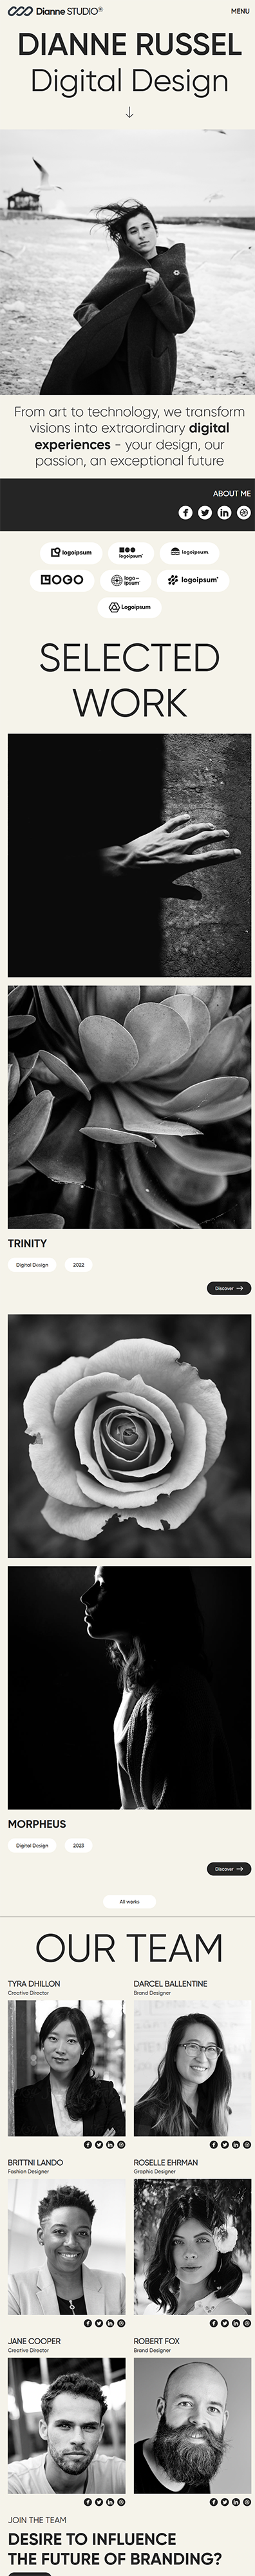 Dianne STUDIO®
MENU
DIANNE RUSSEL
Digital Design
From art to technology, we transform
visions into extraordinary digital
experiences - your design, our
passion, an exceptional future
ABOUT ME
logoipsum
logoipsum®
logoipsum
LOGO
logo—
ipsum®
logoipsum®
Logoipsum
SELECTED
WORK
TRINITY
Digital Design
2022
Discover
MORPHEUS
Digital Design
2023
Discover
All works
OUR TEAM
TYRA DHILLON
Creative Director
DARCEL BALLENTINE
Brand Designer
BRITTNI LANDO
Fashion Designer
ROSELLE EHRMAN
Graphic Designer
JANE COOPER
Creative Director
ROBERT FOX
Brand Designer
JOIN THE TEAM
DESIRE TO INFLUENCE
THE FUTURE OF BRANDING?